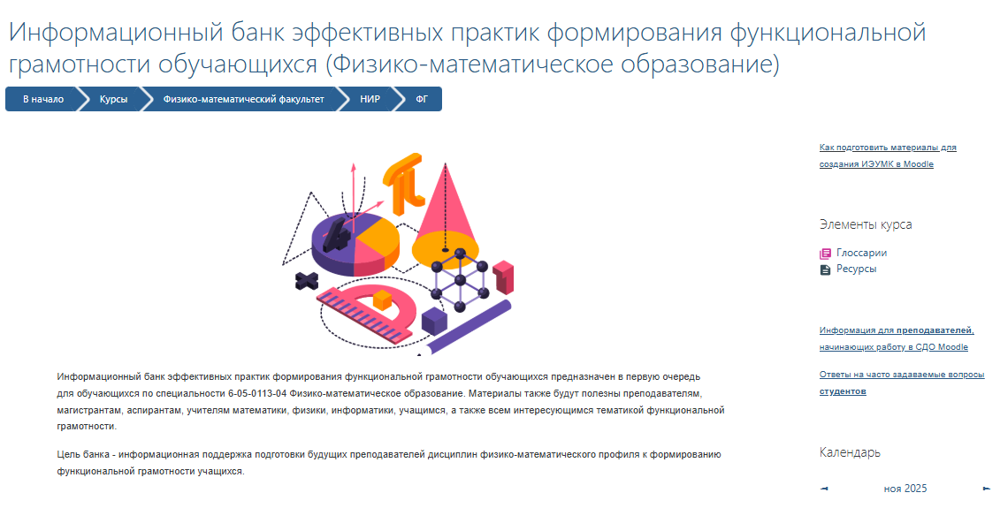 Информационный банк эффективных практик формирования функциональной
грамотности обучающихся (Физико-математическое образование)
В начало
Курсы
Физико-математический факультет
НИР
ФГ
Информационный банк эффективных практик формирования функциональной грамотности обучающихся предназначен в первую очередь
для обучающихся по специальности 6-05-0113-04 Физико-математическое образование. Материалы также будут полезны преподавателям,
магистрантам, аспирантам, учителям математики, физики, информатики, учащимся, а также всем интересующимся тематикой функциональной
грамотности.
Цель банка - информационная поддержка подготовки будущих преподавателей дисциплин физико-математического профиля к формированию
функциональной грамотности учащихся.
Как подготовить материалы для
создания ИЭУМК в Moodle
Элементы курса
Глоссарии
Ресурсы
Информация для преподавателей,
начинающих работу в СДО Moodle
Ответы на часто задаваемые вопросы
студентов
Календарь
ноя 2025